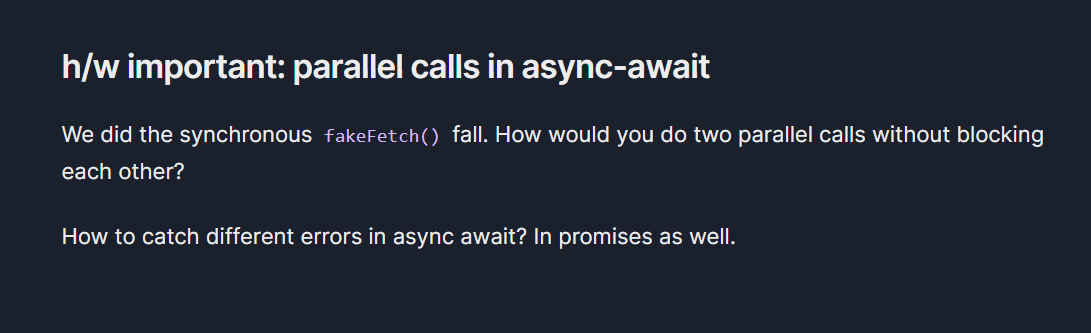 h/w important: parallel calls in async-await
We did the synchronous fakeFetch() fall. How would you do two parallel calls without blocking
each other?
How to catch different errors in async await? In promises as well.